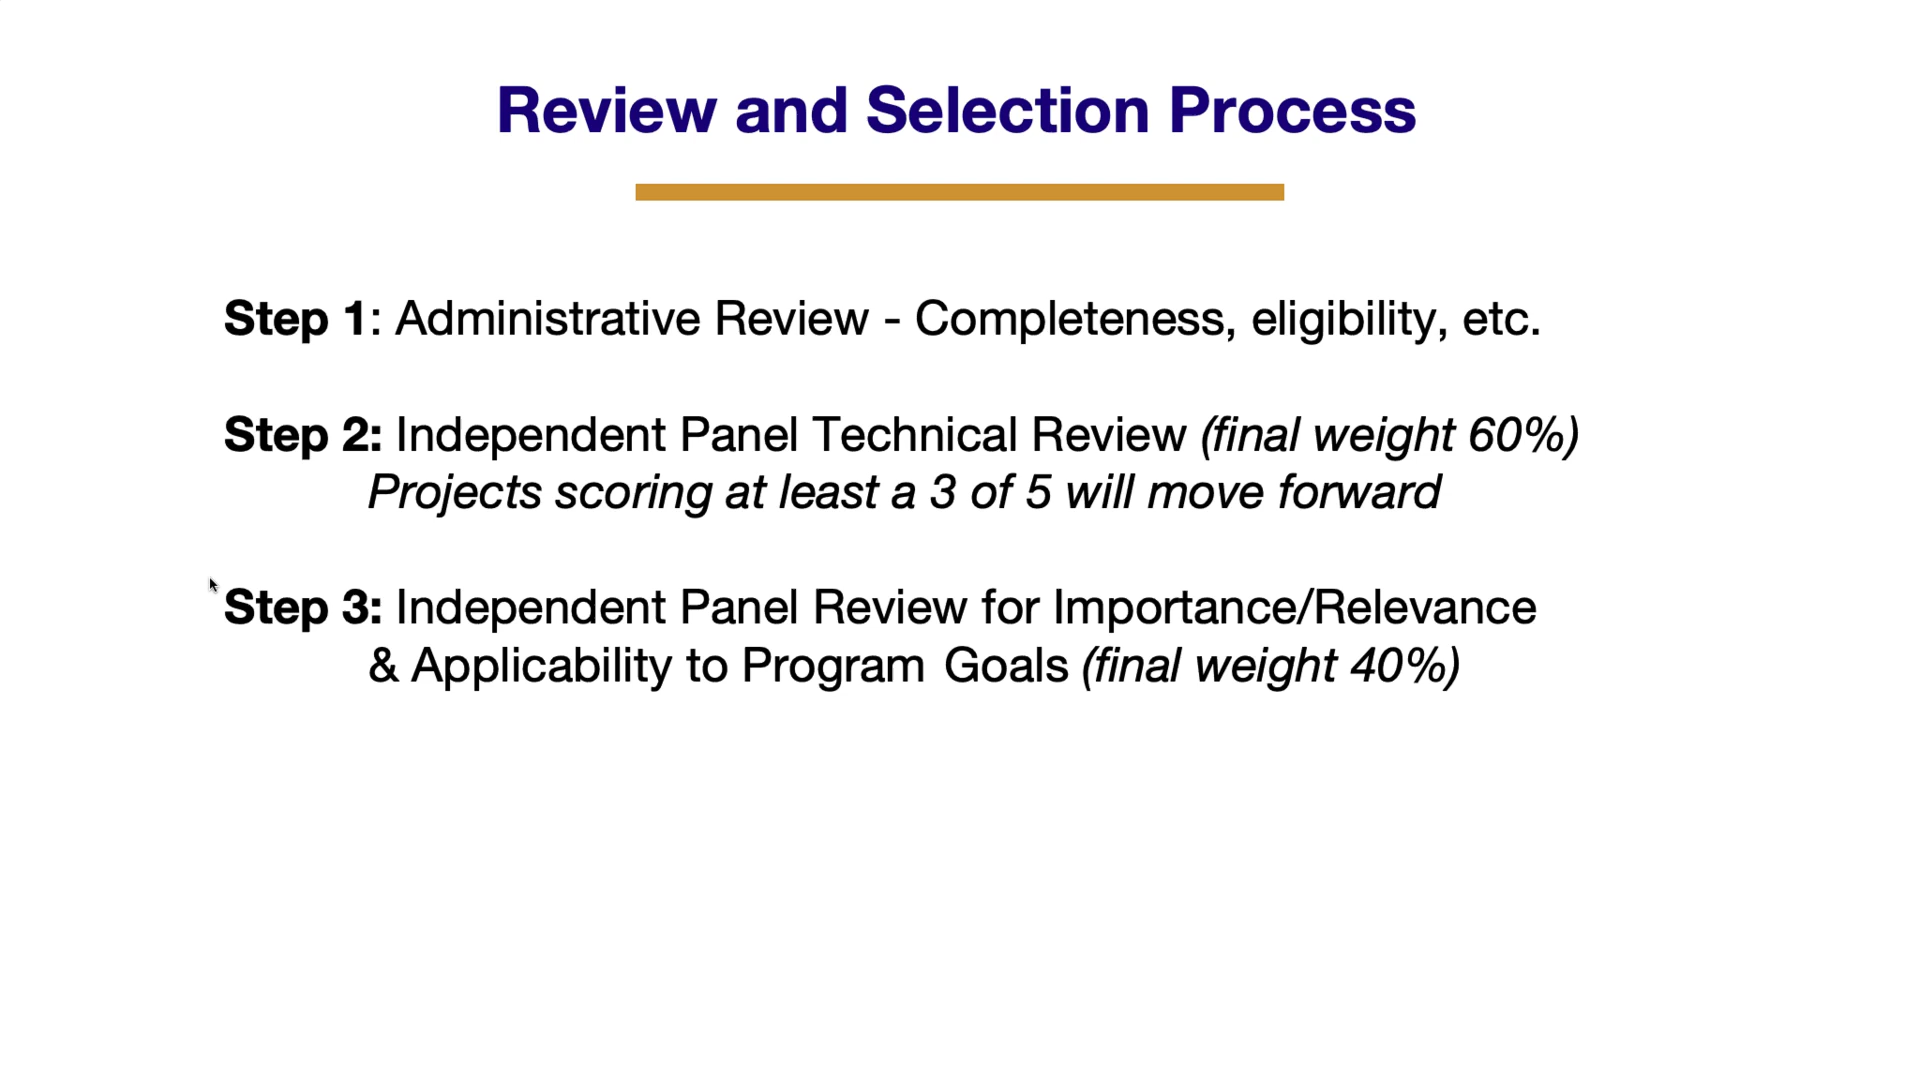 Review and Selection Process
Step 1: Administrative Review - Completeness, eligibility, etc.
Step 2: Independent Panel Technical Review (final weight 60%)
Projects scoring at least a 3 of 5 will move forward
Step 3: Independent Panel Review for Importance/Relevance
& Applicability to Program Goals (final weight 40%)